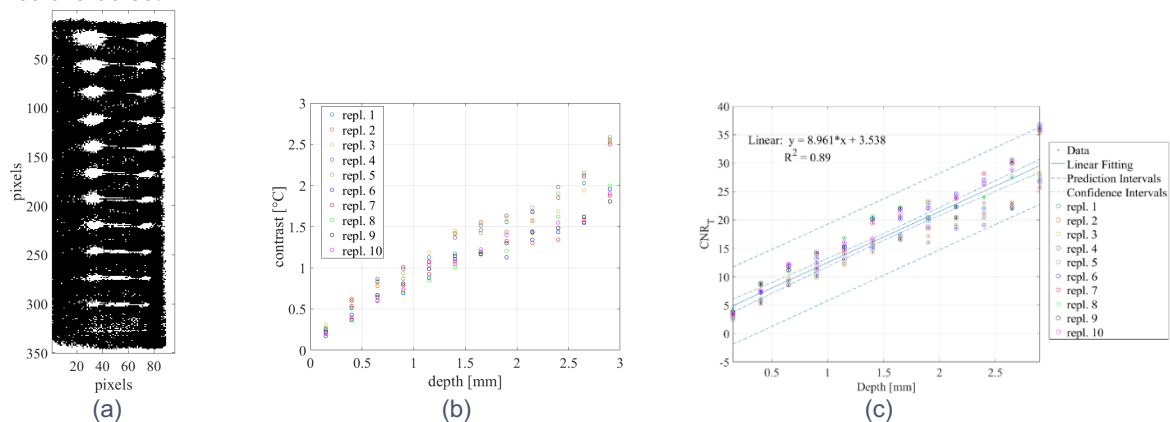 50
100
150
200
250
300
350
pixels
20 40 60 80
pixels
(a)
3
2.5
2
1.5
1
0.5
0
contrast [°C]
repl. 1
repl. 2
repl. 3
repl. 4
repl. 5
repl. 6
repl. 7
repl. 8
repl. 9
repl. 10
0 0.5 1 1.5 2 2.5 3
depth [mm]
(b)
40
35
30
25
20
15
10
5
0
-5
CNR_T
Linear: y = 8.961*x + 3.538
R² = 0.89
0.5 1 1.5 2 2.5
Depth [mm]
Data
Linear Fitting
Prediction Intervals
Confidence Intervals
repl. 1
repl. 2
repl. 3
repl. 4
repl. 5
repl. 6
repl. 7
repl. 8
repl. 9
repl. 10
(c)